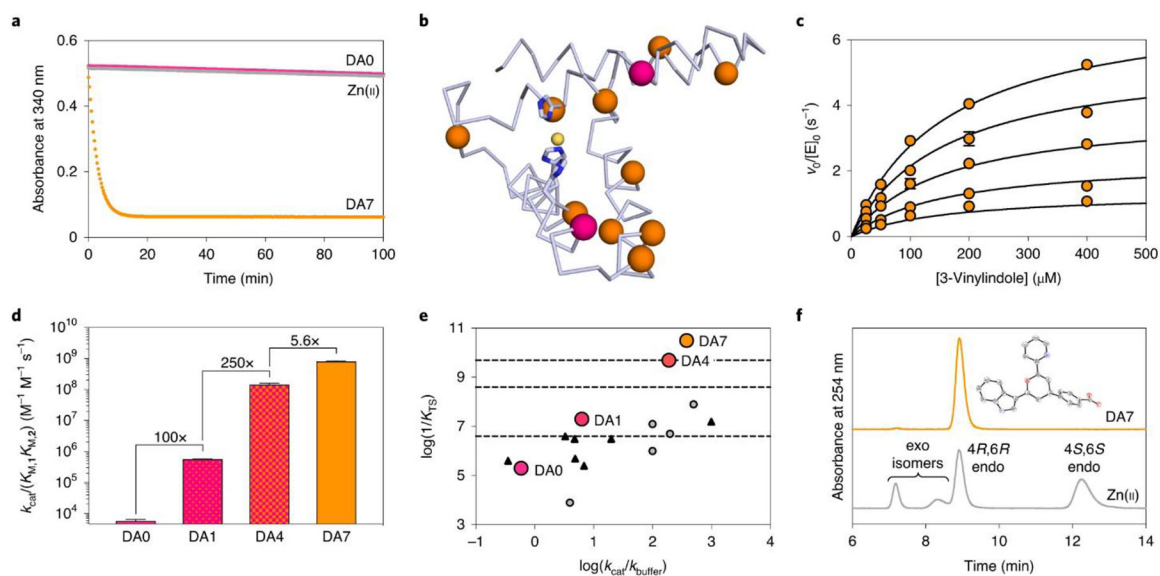 a
0.6
0.4
0.2
0
Absorbance at 340 nm
DA0
Zn(II)
DA7
0 20 40 60 80 100
Time (min)
b
c
6
4
2
0
v0/[E]0 (s−1)
0 100 200 300 400 500
[3-Vinylindole] (μM)
d
10^10
10^9
10^8
10^7
10^6
10^5
10^4
kcat/(KM,1KM,2) (M−1 M−1 s−1)
100×
250×
5.6×
DA0 DA1 DA4 DA7
e
11
9
7
5
3
log(1/KTS)
DA7
DA4
DA1
DA0
−1 0 1 2 3 4
log(kcat/kbuffer)
f
Absorbance at 254 nm
DA7
exo
isomers
4R,6R
endo
4S,6S
endo
Zn(II)
6 8 10 12 14
Time (min)